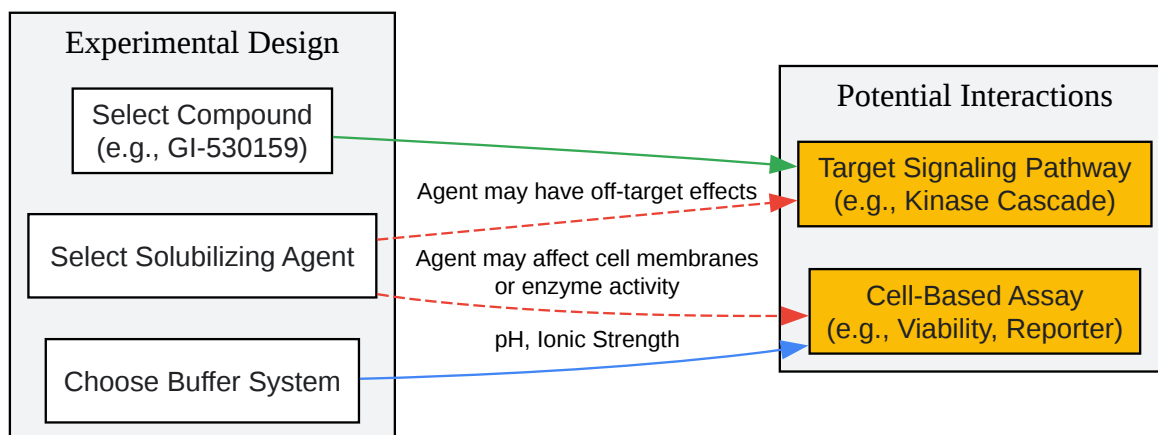 Experimental Design
Select Compound
(e.g., GI-530159)
Select Solubilizing Agent
Choose Buffer System
Agent may have off-target effects
Agent may affect cell membranes
or enzyme activity
pH, Ionic Strength
Potential Interactions
Target Signaling Pathway
(e.g., Kinase Cascade)
Cell-Based Assay
(e.g., Viability, Reporter)